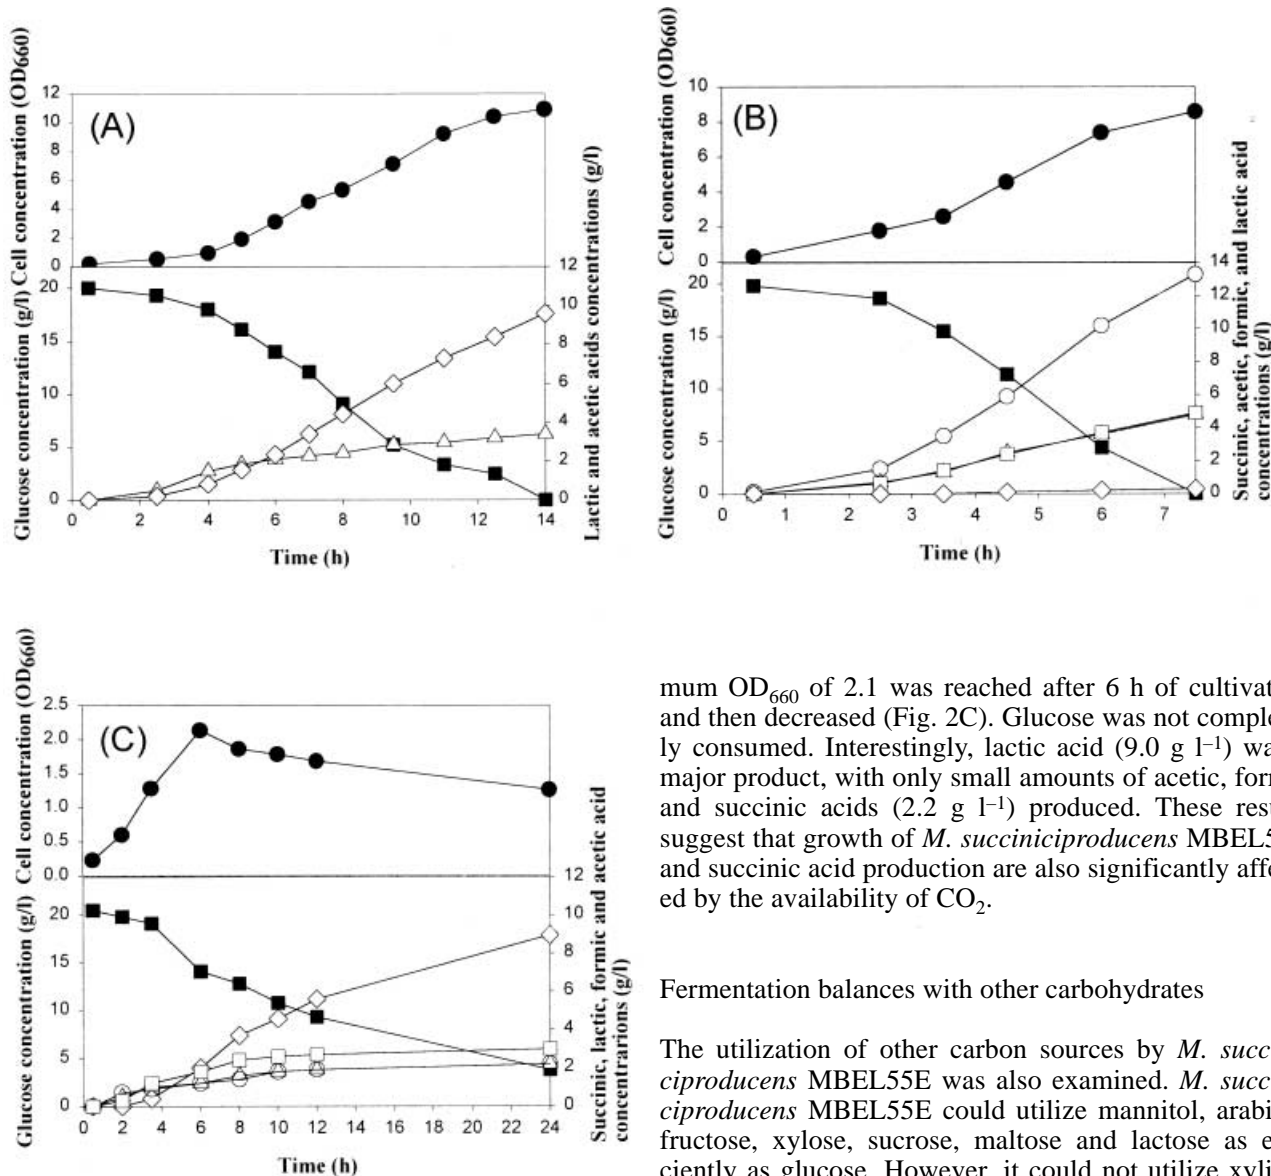 Cell concentration (OD660)
12
10
8
6
4
2
0
(A)
Glucose concentration (g/l)
20
15
10
5
0
12
10
8
6
4
2
0
Lactic and acetic acids concentrations (g/l)
0 2 4 6 8 10 12 14
Time (h)
Cell concentration (OD660)
10
8
6
4
2
0
(B)
Glucose concentration (g/l)
20
15
10
5
0
14
12
10
8
6
4
2
0
Succinic, acetic, formic, and lactic acid
concentrations (g/l)
0 1 2 3 4 5 6 7
Time (h)
Cell concentration (OD660)
2.5
2.0
1.5
1.0
0.5
0.0
(C)
Glucose concentration (g/l)
20
15
10
5
0
12
10
8
6
4
2
0
Succinic, lactic, formic and acetic acid
concentrarions (g/l)
0 2 4 6 8 10 12 14 16 18 20 22 24
Time (h)
mum OD660 of 2.1 was reached after 6 h of cultivat
and then decreased (Fig. 2C). Glucose was not comple
ly consumed. Interestingly, lactic acid (9.0 g l–1) wa
major product, with only small amounts of acetic, form
and succinic acids (2.2 g l–1) produced. These resu
suggest that growth of M. succiniciproducens MBEL5
and succinic acid production are also significantly affe
ed by the availability of CO2.
Fermentation balances with other carbohydrates
The utilization of other carbon sources by M. succ
ciproducens MBEL55E was also examined. M. succ
ciproducens MBEL55E could utilize mannitol, arabi
fructose, xylose, sucrose, maltose and lactose as e
ciently as glucose. However, it could not utilize xyli